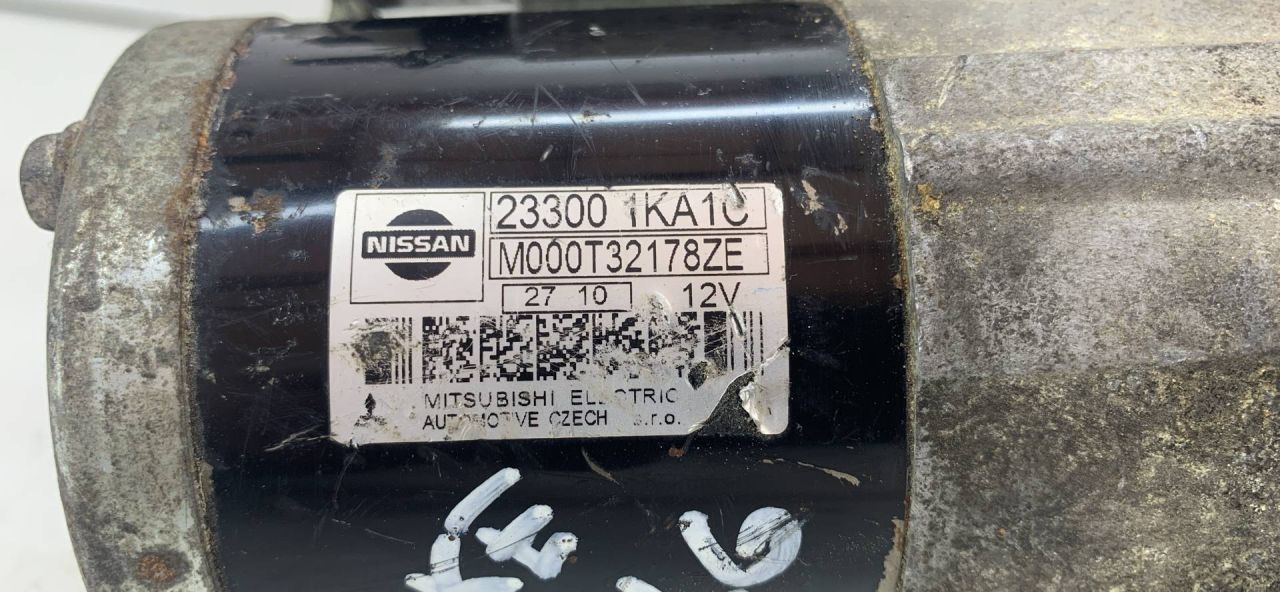 NISSAN
23300 1KA1C
M000T32178ZE
27 10
12V
MITSUBISHI ELECTRIC
AUTOMOTIVE CZECH s.r.o.